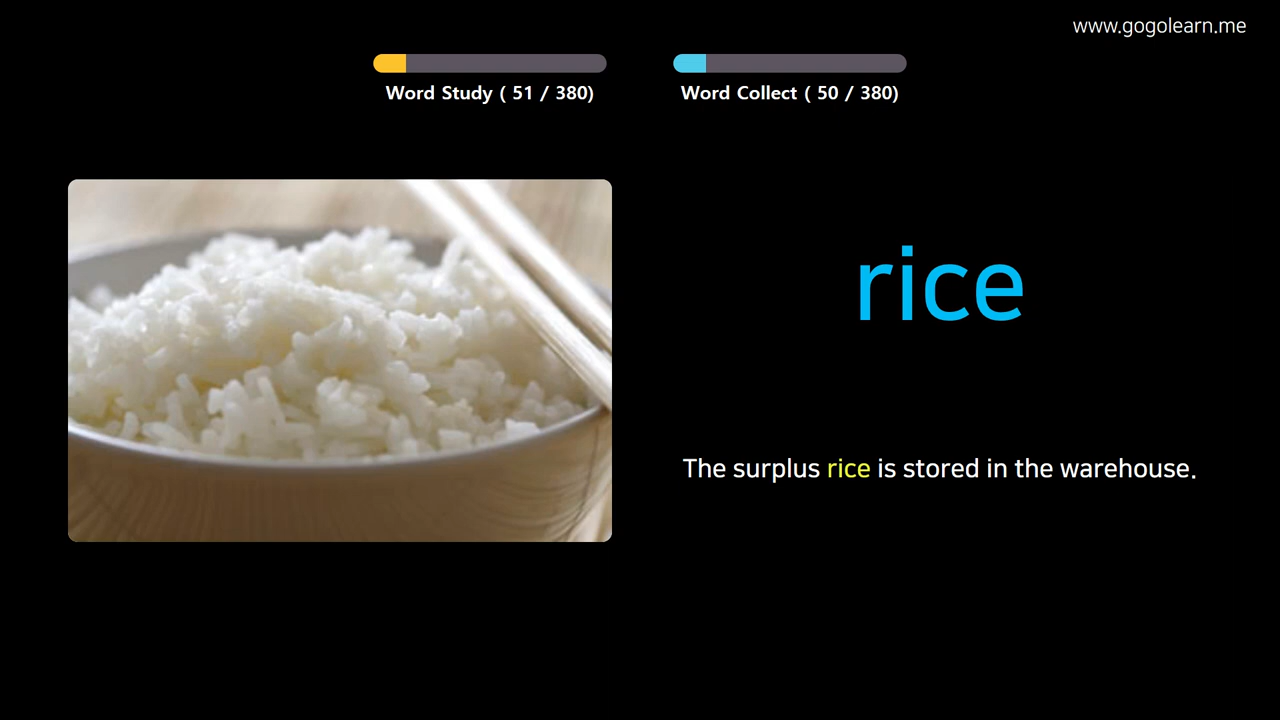 www.gogolearn.me
Word Study ( 51 / 380)
Word Collect ( 50 / 380)
rice
The surplus rice is stored in the warehouse.